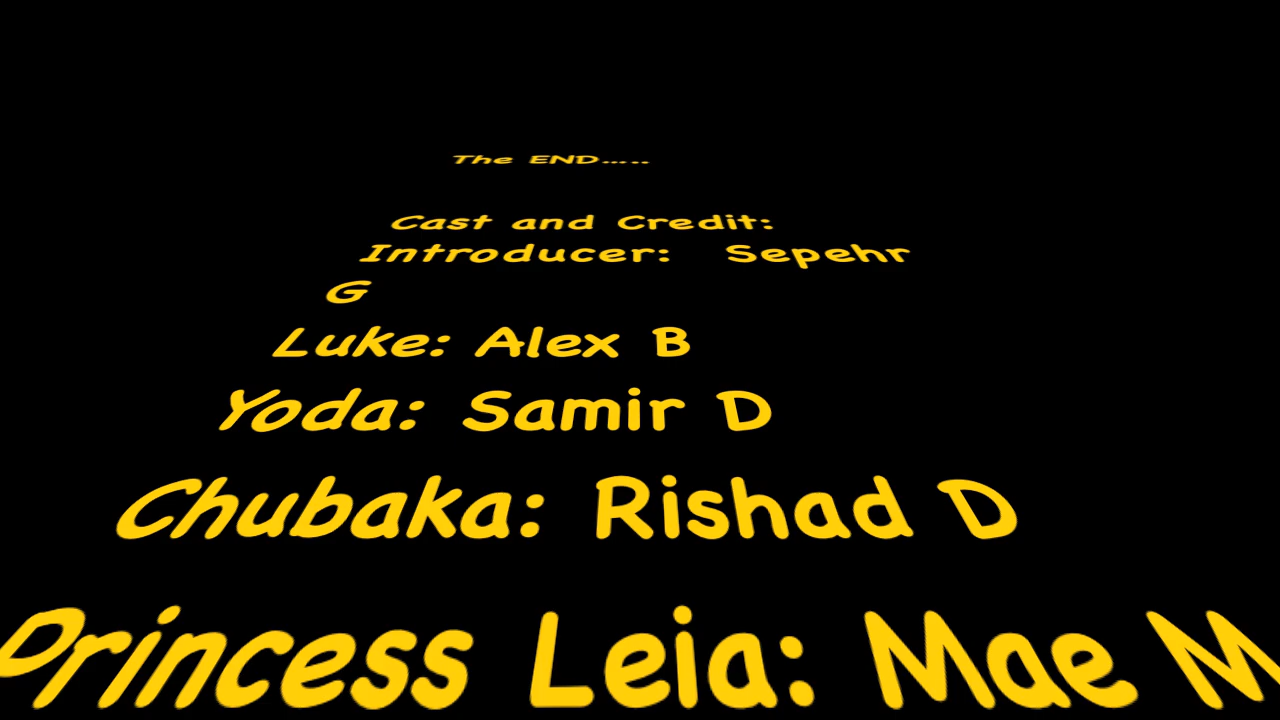 The END.....
Cast and Credit:
Introducer: Sepehr
G
Luke: Alex B
Yoda: Samir D
Chubaka: Rishad D
Princess Leia: Mae M